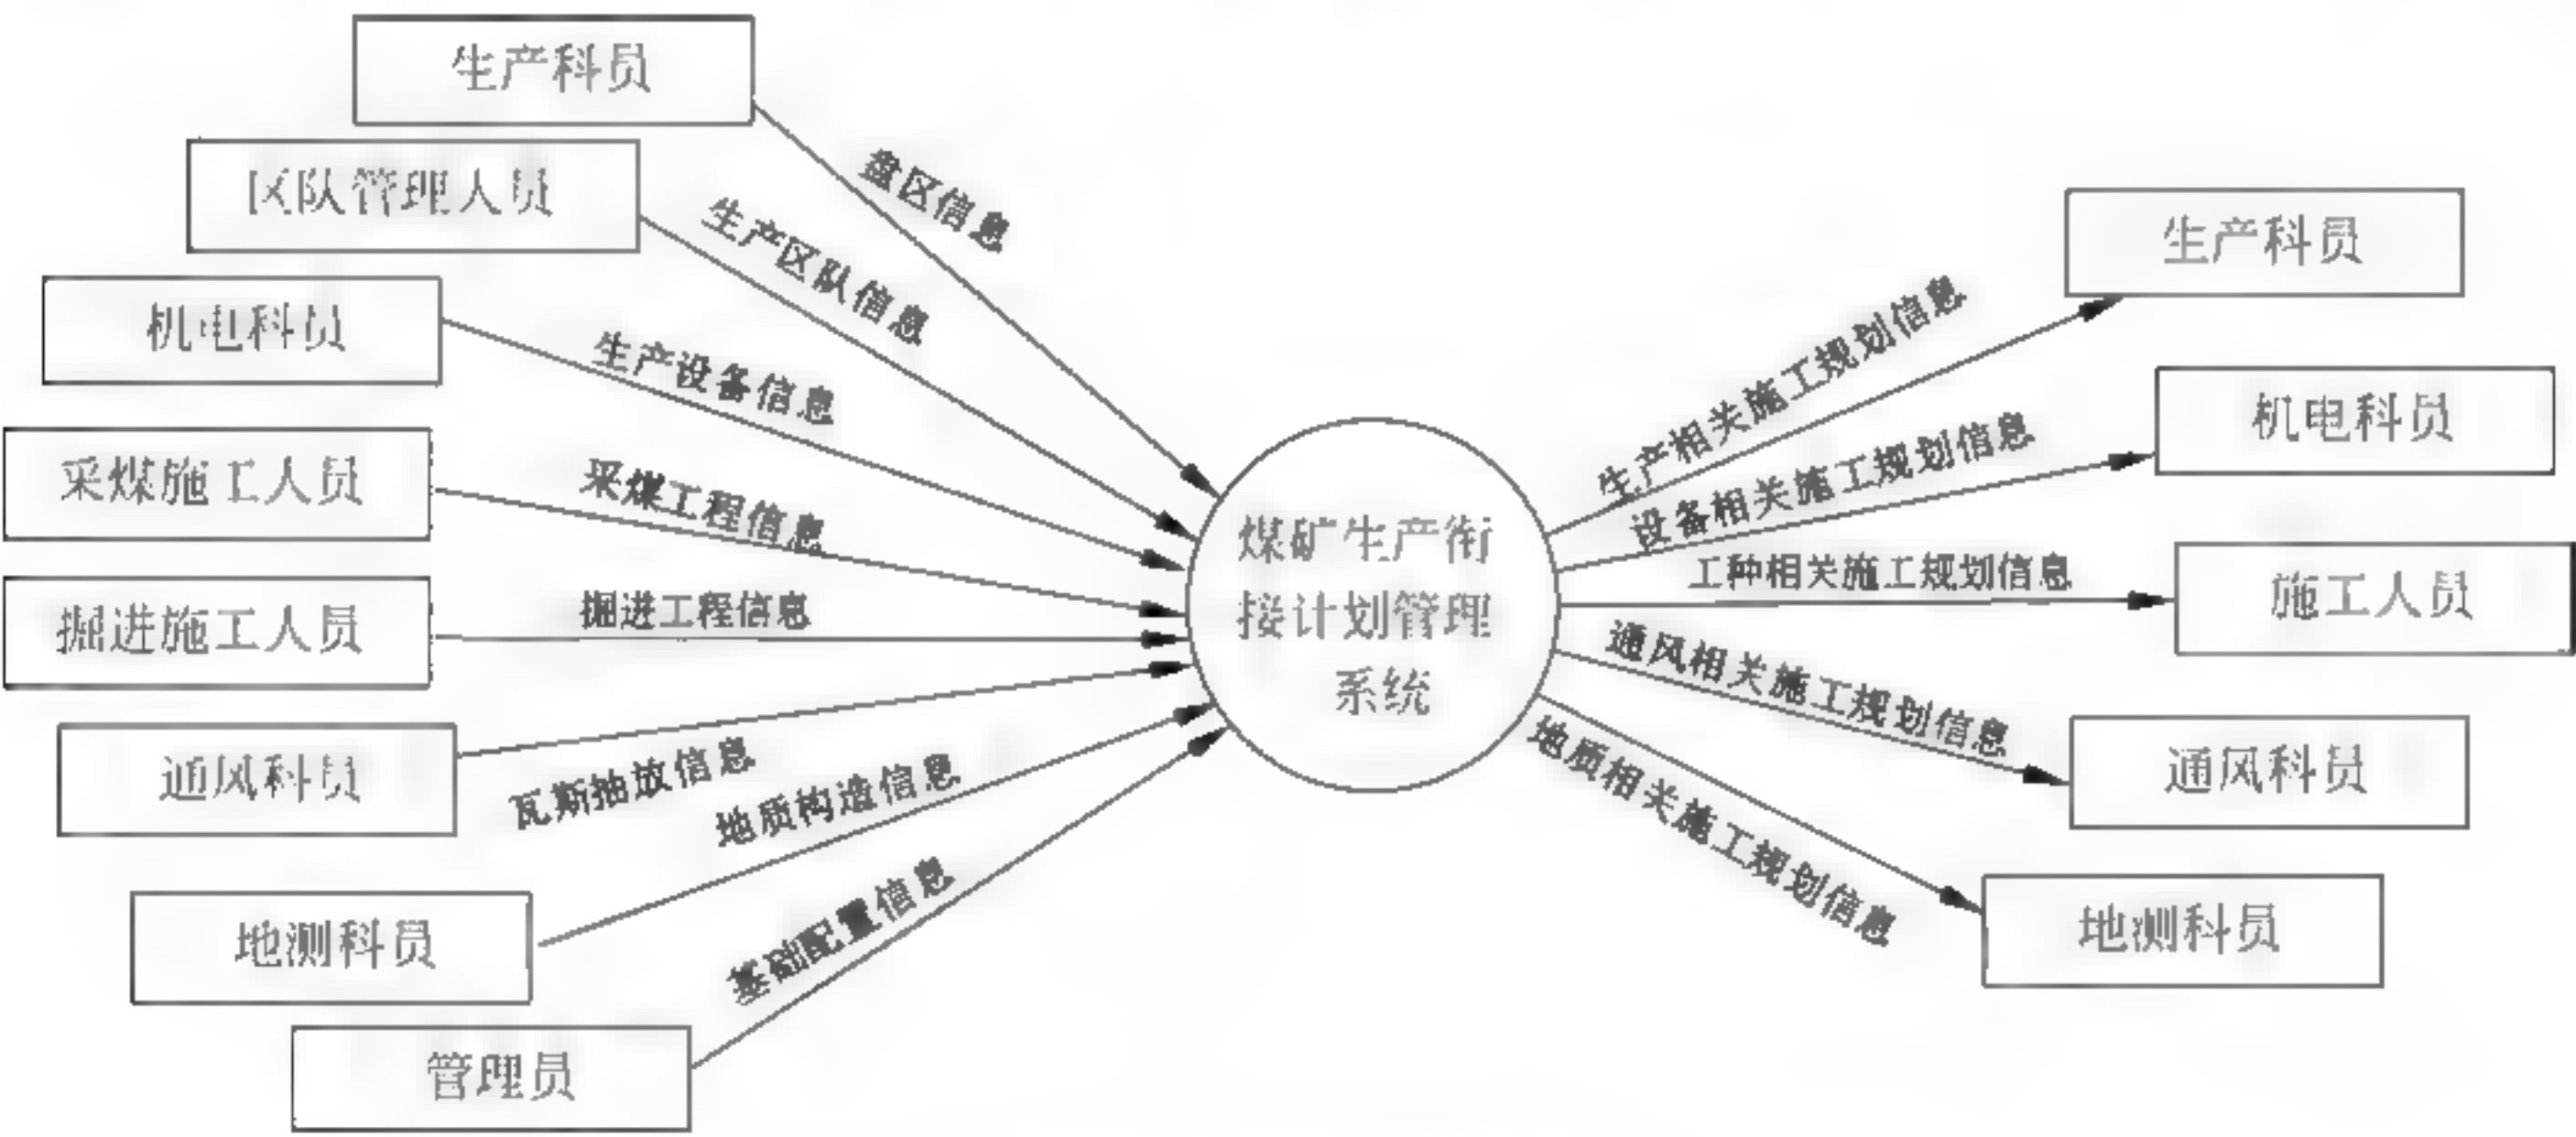 生产科员
区队管理人员
机电科员
采煤施工人员
掘进施工人员
通风科员
地测科员
管理员
盘区信息
生产区队信息
生产设备信息
采煤工程信息
掘进工程信息
瓦斯抽放信息
地质构造信息
基础配置信息
煤矿生产衔
接计划管理
系统
生产相关施工规划信息
设备相关施工规划信息
工种相关施工规划信息
通风相关施工规划信息
地质相关施工规划信息
生产科员
机电科员
施工人员
通风科员
地测科员